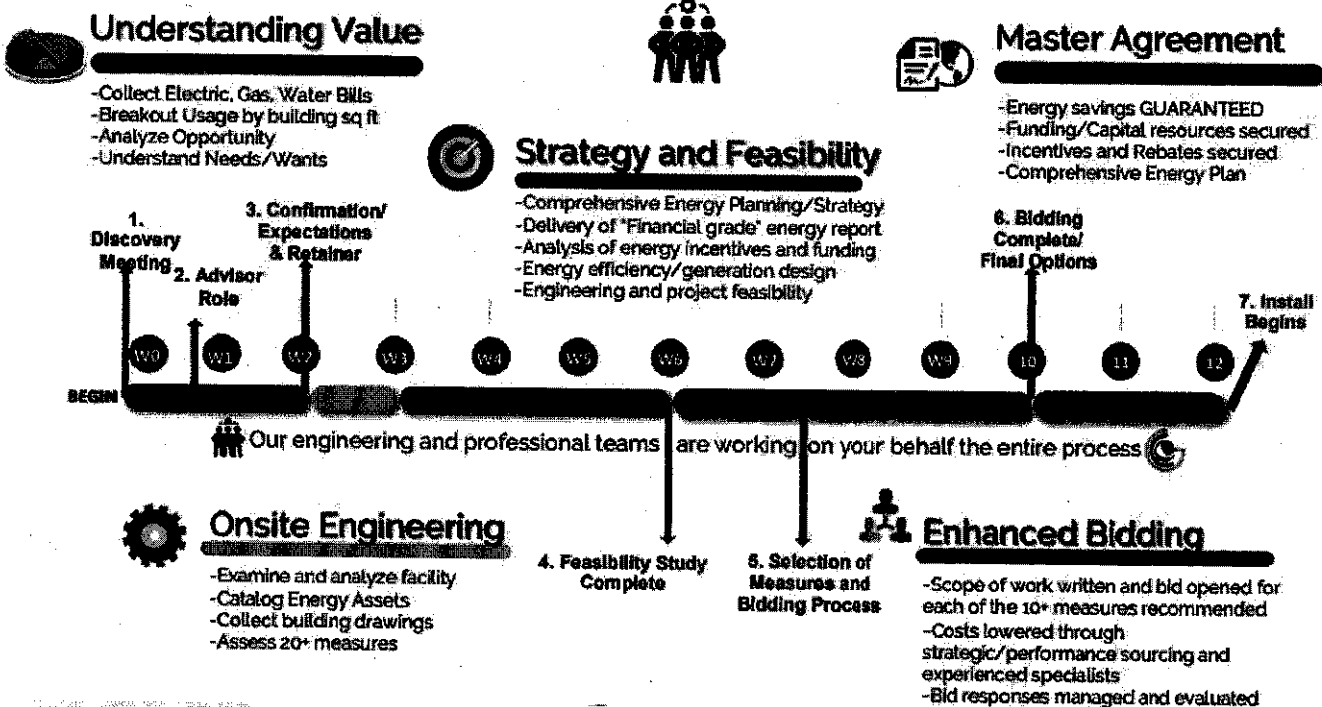 Understanding Value
-Collect Electric, Gas, Water Bills
-Breakout Usage by building sq ft
-Analyze Opportunity
-Understand Needs/Wants
Strategy and Feasibility
-Comprehensive Energy Planning/Strategy
-Delivery of "Financial grade" energy report
-Analysis of energy incentives and funding
-Energy efficiency/generation design
-Engineering and project feasibility
Master Agreement
-Energy savings GUARANTEED
-Funding/Capital resources secured
-Incentives and Rebates secured
-Comprehensive Energy Plan
1.
Discovery
Meeting
2. Advisor
Role
3. Confirmation/
Expectations
& Retainer
6. Bidding
Complete/
Final Options
7. Install
Begins
W0 W1 W2 W3 W4 W5 W6 W7 W8 W9 10 11 12
BEGIN
Our engineering and professional teams are working on your behalf the entire process
Onsite Engineering
-Examine and analyze facility
-Catalog Energy Assets
-Collect building drawings
-Assess 20+ measures
4. Feasibility Study
Complete
5. Selection of
Measures and
Bidding Process
Enhanced Bidding
-Scope of work written and bid opened for
each of the 10+ measures recommended
-Costs lowered through
strategic/performance sourcing and
experienced specialists
-Bid responses managed and evaluated